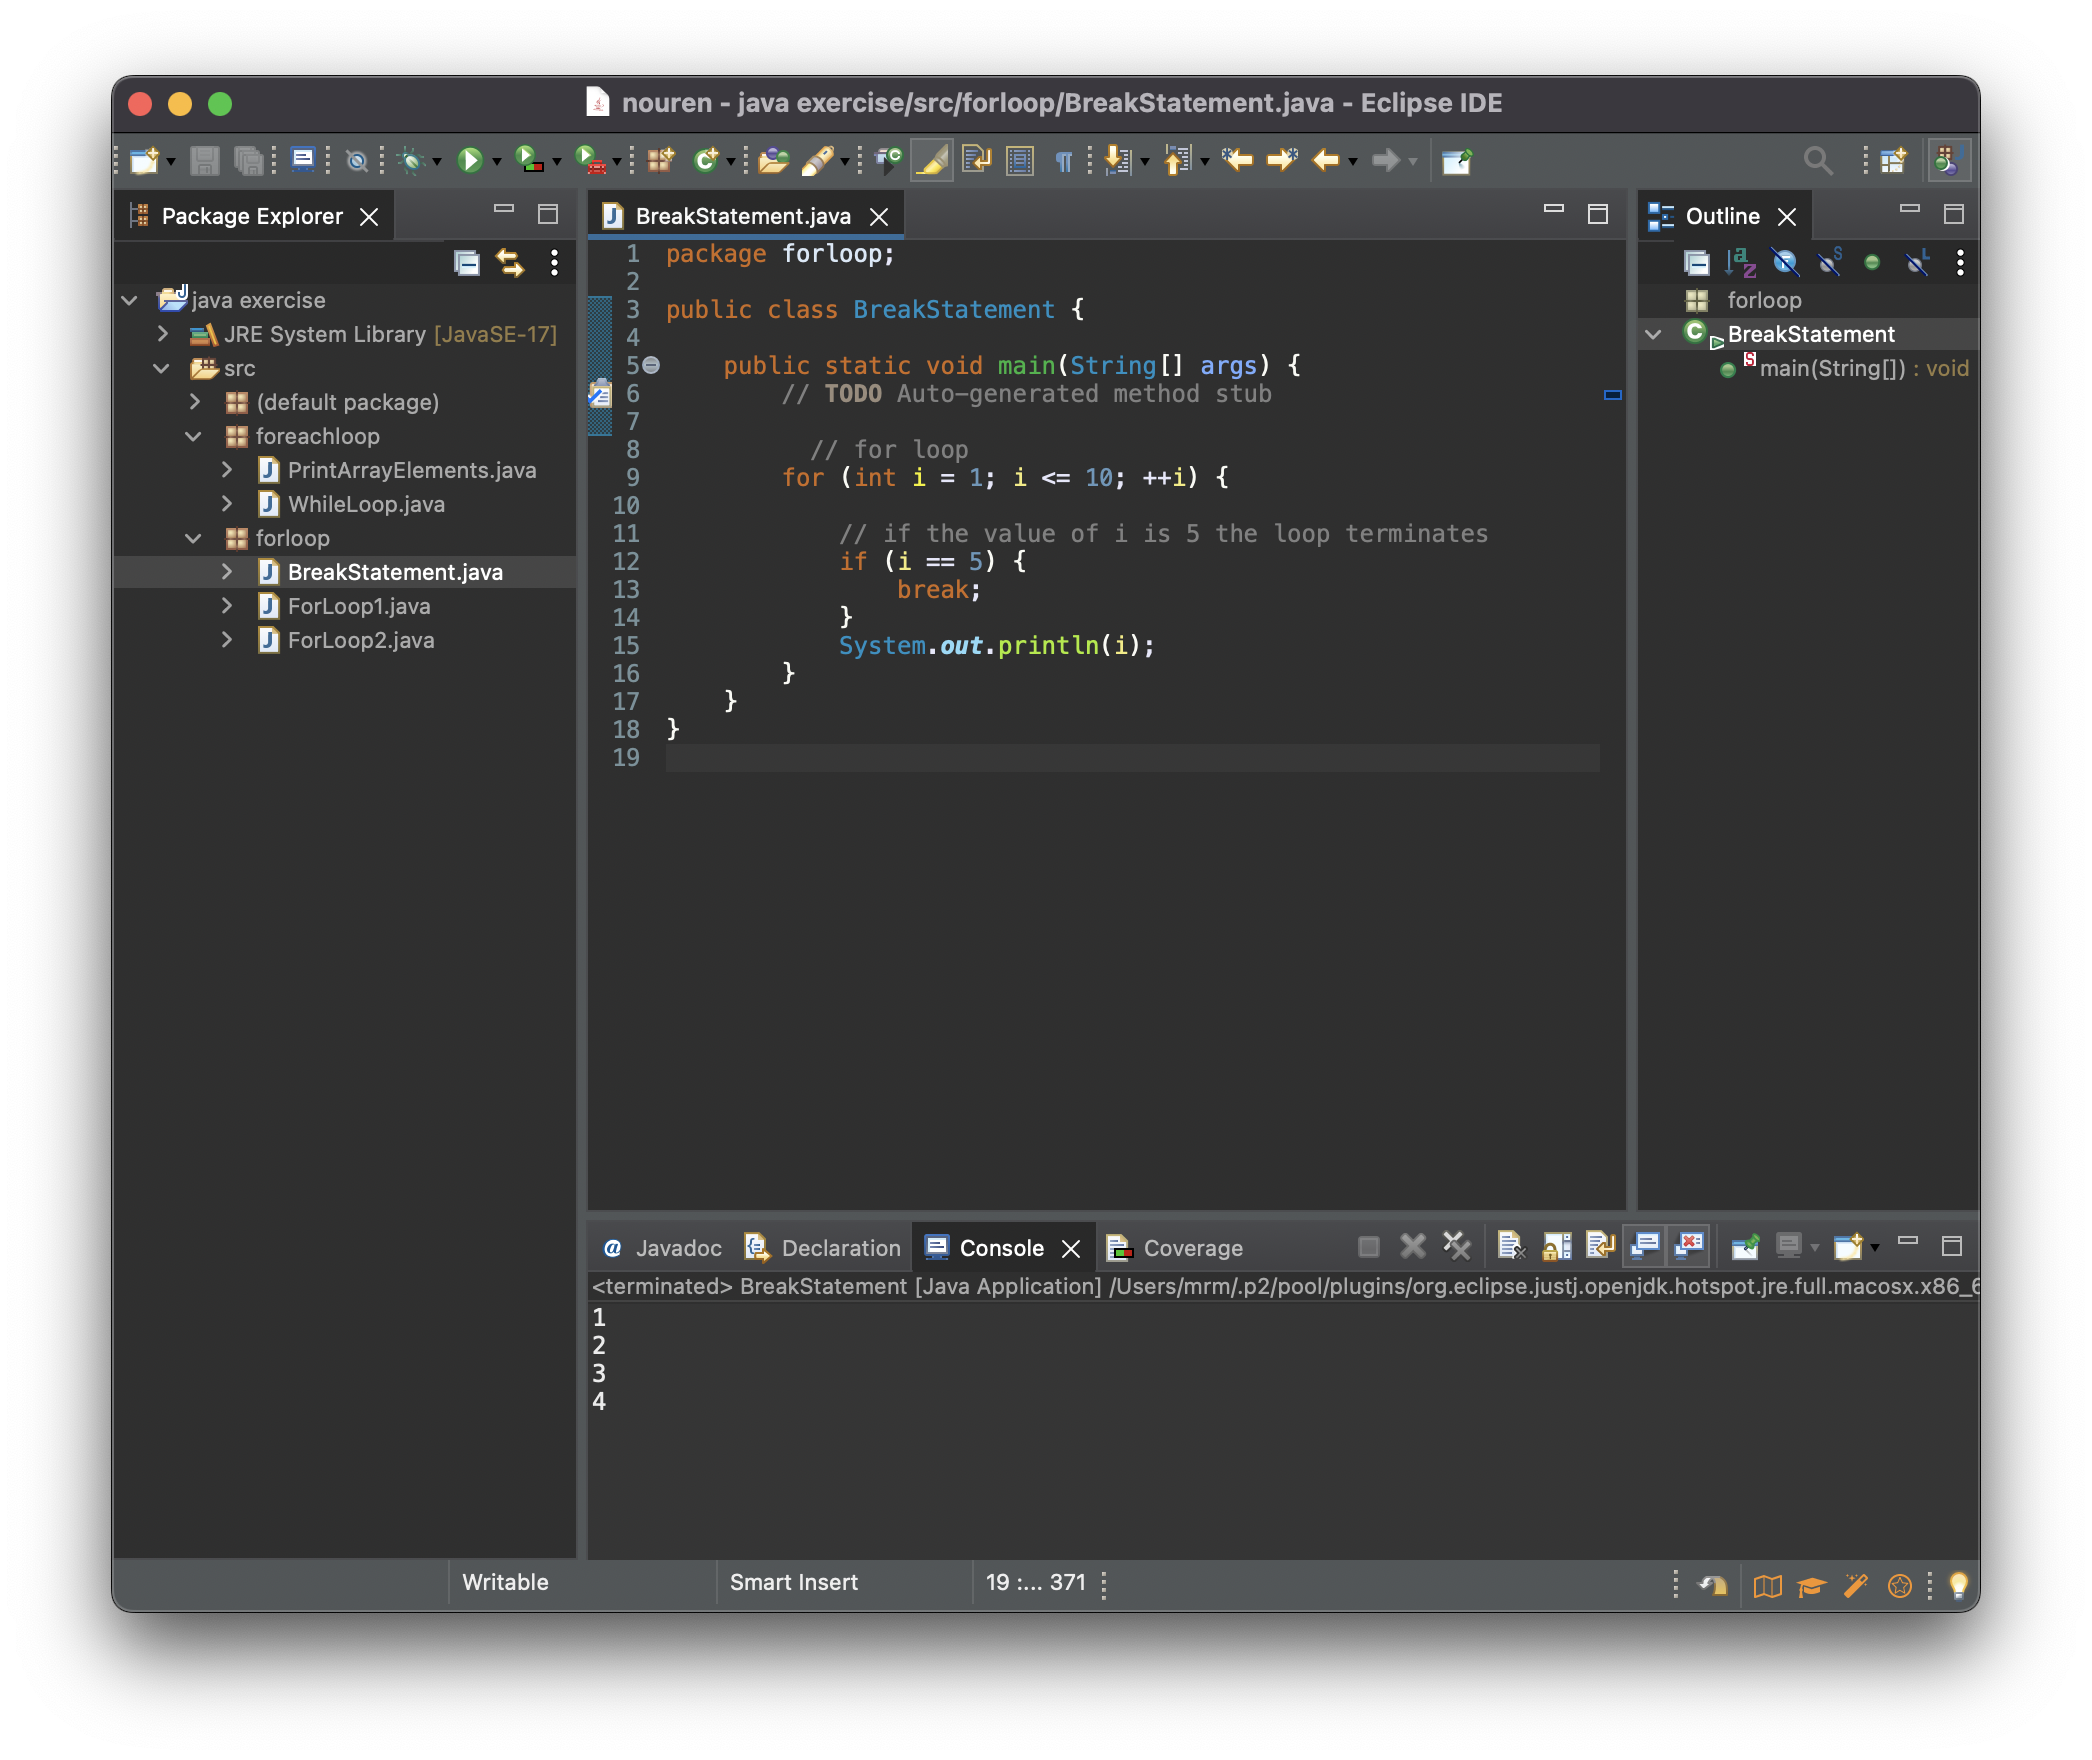 nouren - java exercise/src/forloop/BreakStatement.java - Eclipse IDE
Package Explorer
java exercise
JRE System Library [JavaSE-17]
src
(default package)
foreachloop
PrintArrayElements.java
WhileLoop.java
forloop
BreakStatement.java
ForLoop1.java
ForLoop2.java
BreakStatement.java
1 package forloop;
2
3 public class BreakStatement {
4
5     public static void main(String[] args) {
6         // TODO Auto-generated method stub
7
8           // for loop
9         for (int i = 1; i <= 10; ++i) {
10
11             // if the value of i is 5 the loop terminates
12             if (i == 5) {
13                 break;
14             }
15             System.out.println(i);
16         }
17     }
18 }
19
Outline
forloop
BreakStatement
main(String[]) : void
Javadoc Declaration Console Coverage
<terminated> BreakStatement [Java Application] /Users/mrm/.p2/pool/plugins/org.eclipse.justj.openjdk.hotspot.jre.full.macosx.x86_6
1
2
3
4
Writable Smart Insert 19 :... 371